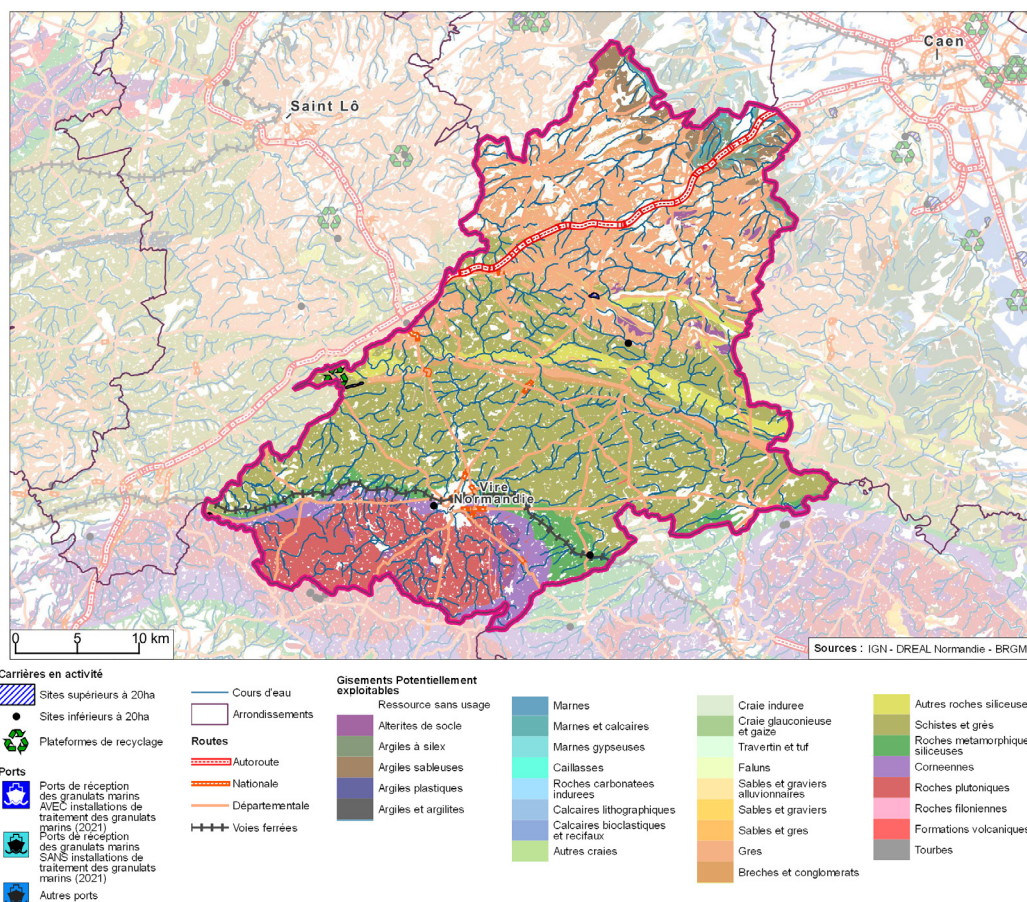 Caen
Saint Lô
Vire
Normandie
0 5 10 km
Sources : IGN - DREAL Normandie - BRGM
Carrières en activité
Sites supérieurs à 20ha
Sites inférieurs à 20ha
Plateformes de recyclage
Ports
Ports de réception
des granulats marins
AVEC installations de
traitement des granulats
marins (2021)
Ports de réception
des granulats marins
SANS installations de
traitement des granulats
marins (2021)
Autres ports
Cours d'eau
Arrondissements
Routes
Autoroute
Nationale
Départementale
Voies ferrées
Gisements Potentiellement
exploitables
Ressource sans usage
Alterites de socle
Argiles à silex
Argiles sableuses
Argiles plastiques
Argiles et argilites
Marnes
Marnes et calcaires
Marnes gypseuses
Caillasses
Roches carbonatees
indurees
Calcaires lithographiques
Calcaires bioclastiques
et recifaux
Autres craies
Craie induree
Craie glauconieuse
et gaize
Travertin et tuf
Faluns
Sables et graviers
alluvionnaires
Sables et graviers
Sables et gres
Gres
Breches et conglomerats
Autres roches siliceuse
Schistes et grés
Roches metamorphique
siliceuses
Corneennes
Roches plutoniques
Roches filoniennes
Formations volcaniques
Tourbes